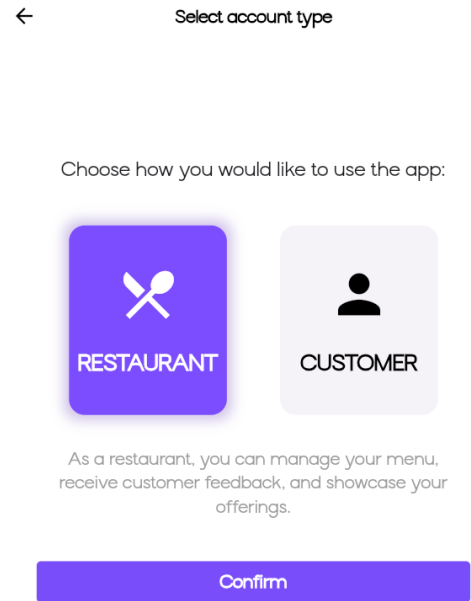 Select account type
Choose how you would like to use the app:
RESTAURANT
CUSTOMER
As a restaurant, you can manage your menu,
receive customer feedback, and showcase your
offerings.
Confirm